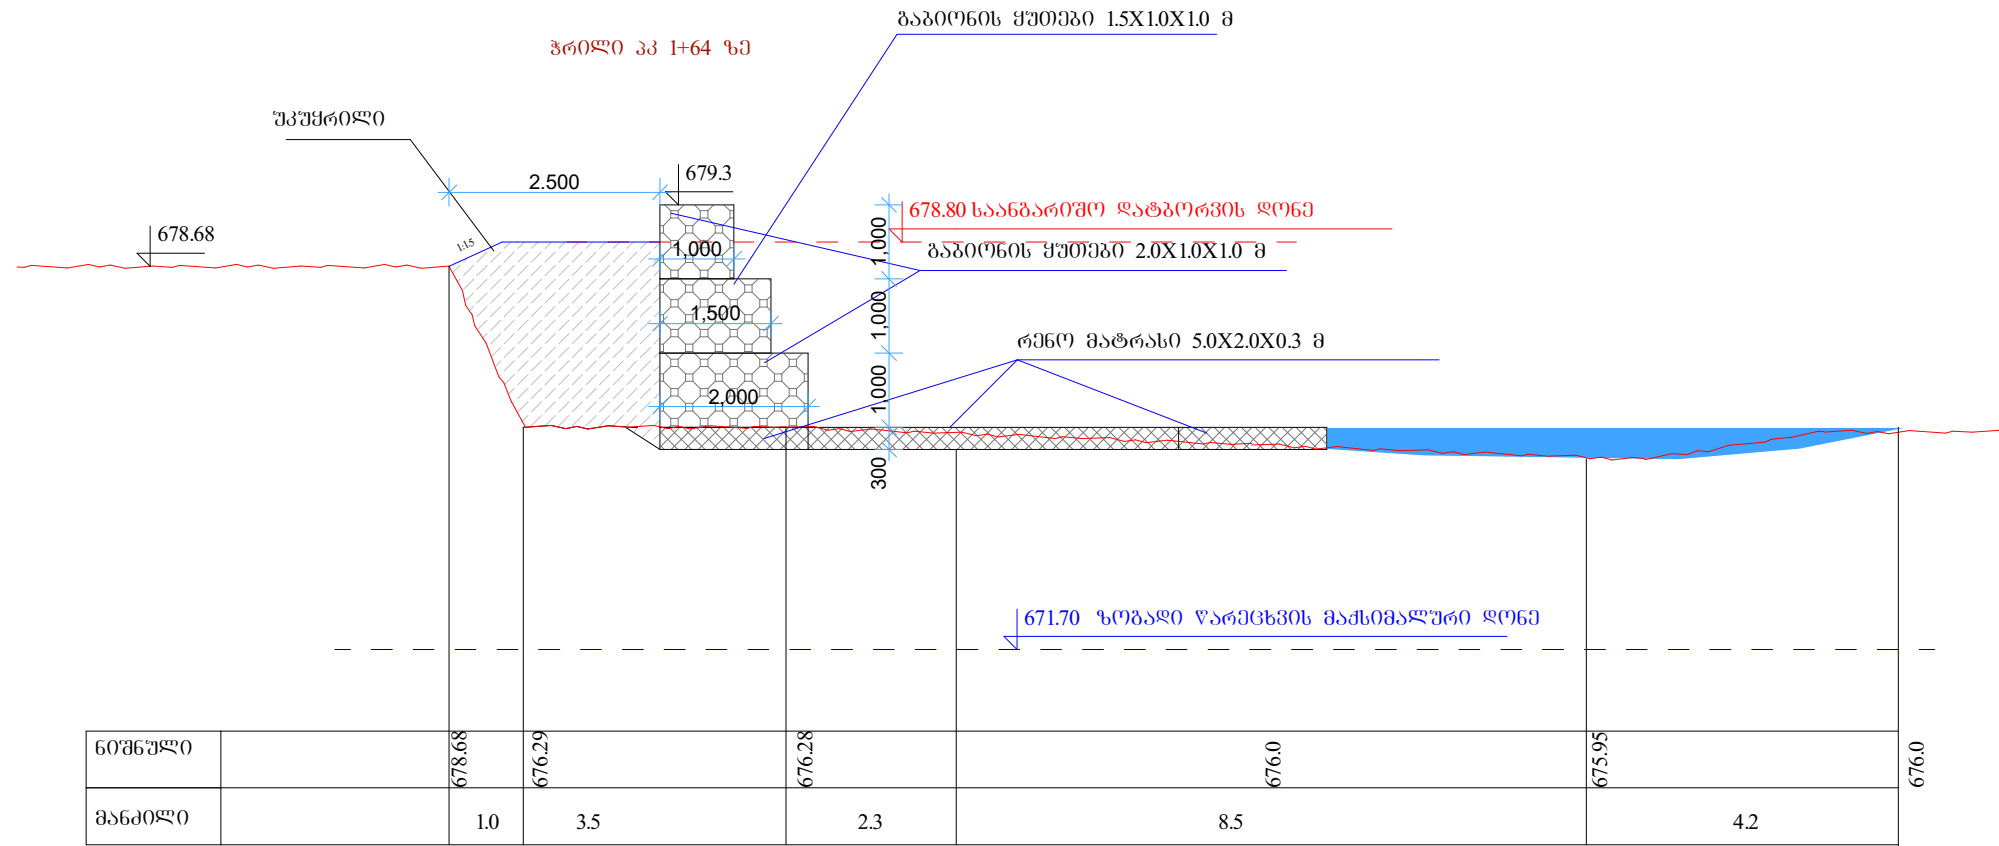 გაბიონის ყუთები 1.5X1.0X1.0 მ
ჭრილი პკ 1+64 ზე
უკუყრილი
2.500
679.3
678.80 საანგარიშო დატბორვის დონე
678.68
1:1.5
1,000
1,000
გაბიონის ყუთები 2.0X1.0X1.0 მ
1,500
1,000
რენო მატრასი 5.0X2.0X0.3 მ
2,000
1,000
300
671.70 ზოგადი წარეცხვის მაქსიმალური დონე
ნიშნული 678.68 676.29 676.28 676.0 675.95 676.0
მანძილი 1.0 3.5 2.3 8.5 4.2